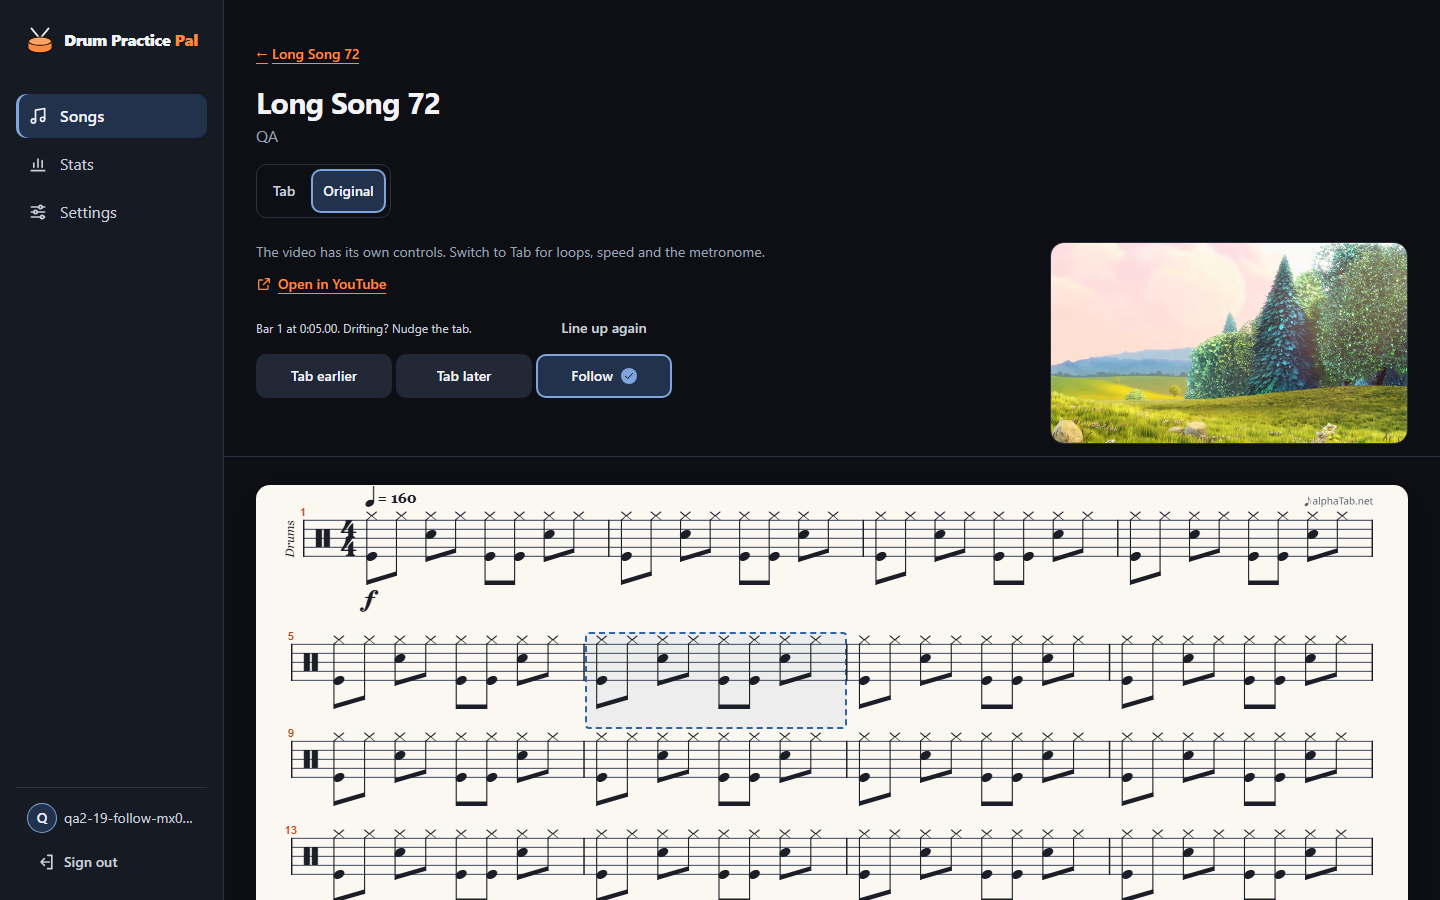 Drum Practice Pal
Songs
Stats
Settings
← Long Song 72
Long Song 72
QA
Tab
Original
The video has its own controls. Switch to Tab for loops, speed and the metronome.
Open in YouTube
Bar 1 at 0:05.00. Drifting? Nudge the tab.
Line up again
Tab earlier
Tab later
Follow
= 160
alphaTab.net
1
Drums
4
4
f
5
9
13
Q
qa2-19-follow-mx0...
Sign out